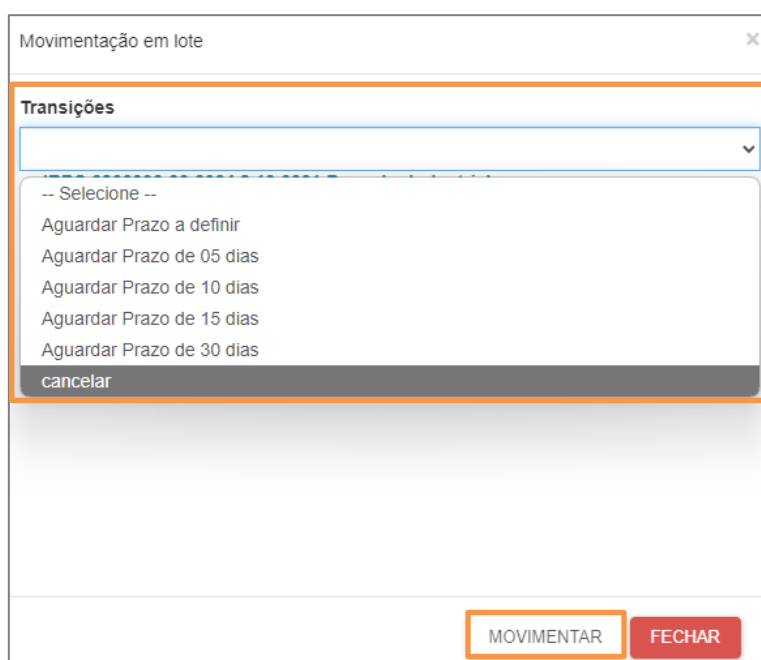 Movimentação em lote
×
Transições
-- Selecione --
Aguardar Prazo a definir
Aguardar Prazo de 05 dias
Aguardar Prazo de 10 dias
Aguardar Prazo de 15 dias
Aguardar Prazo de 30 dias
cancelar
MOVIMENTAR
FECHAR